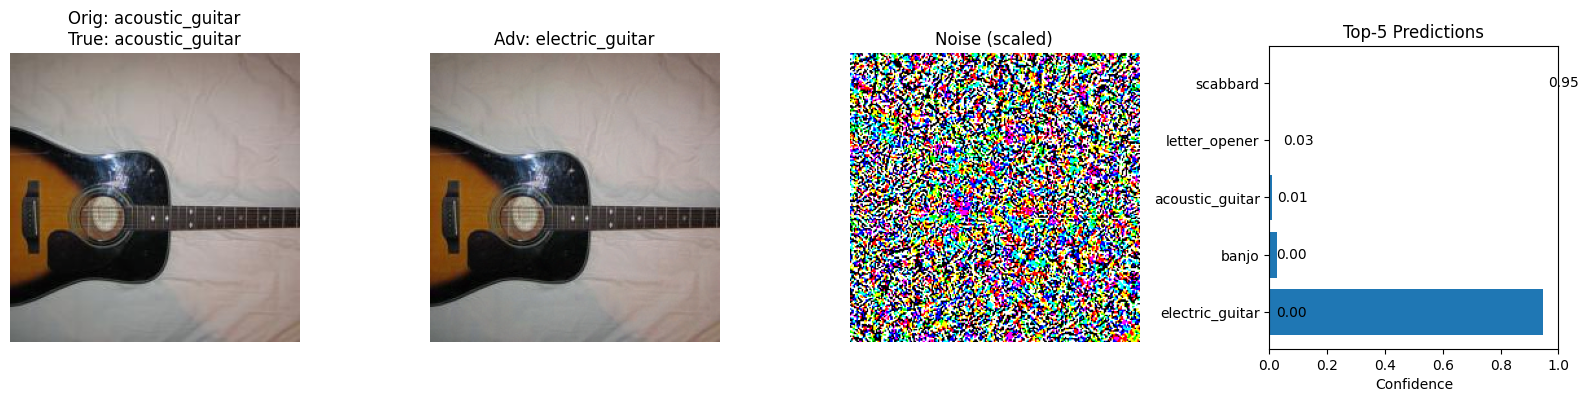 Orig: acoustic_guitar
True: acoustic_guitar
Adv: electric_guitar
Noise (scaled)
Top-5 Predictions
scabbard
0.95
letter_opener
0.03
acoustic_guitar
0.01
banjo
0.00
electric_guitar
0.00
0.0 0.2 0.4 0.6 0.8 1.0
Confidence